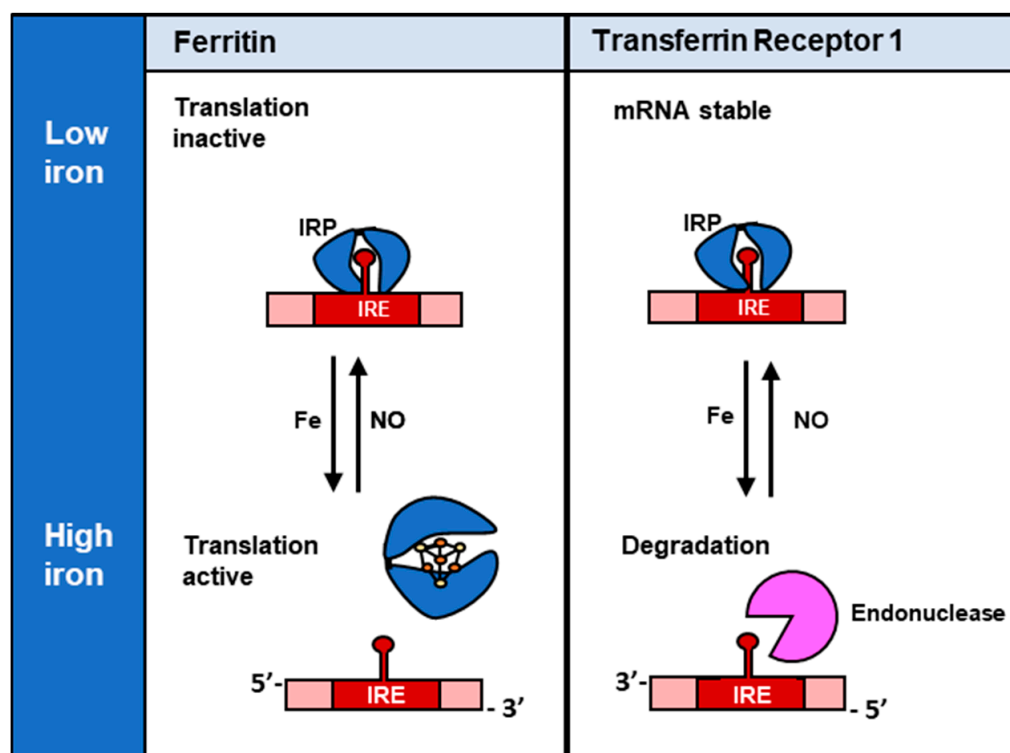 Ferritin
Transferrin Receptor 1
Low
iron
Translation
inactive
mRNA stable
IRP
IRE
IRP
IRE
Fe
NO
Fe
NO
High
iron
Translation
active
Degradation
Endonuclease
5’-
IRE
- 3’
3’-
IRE
- 5’